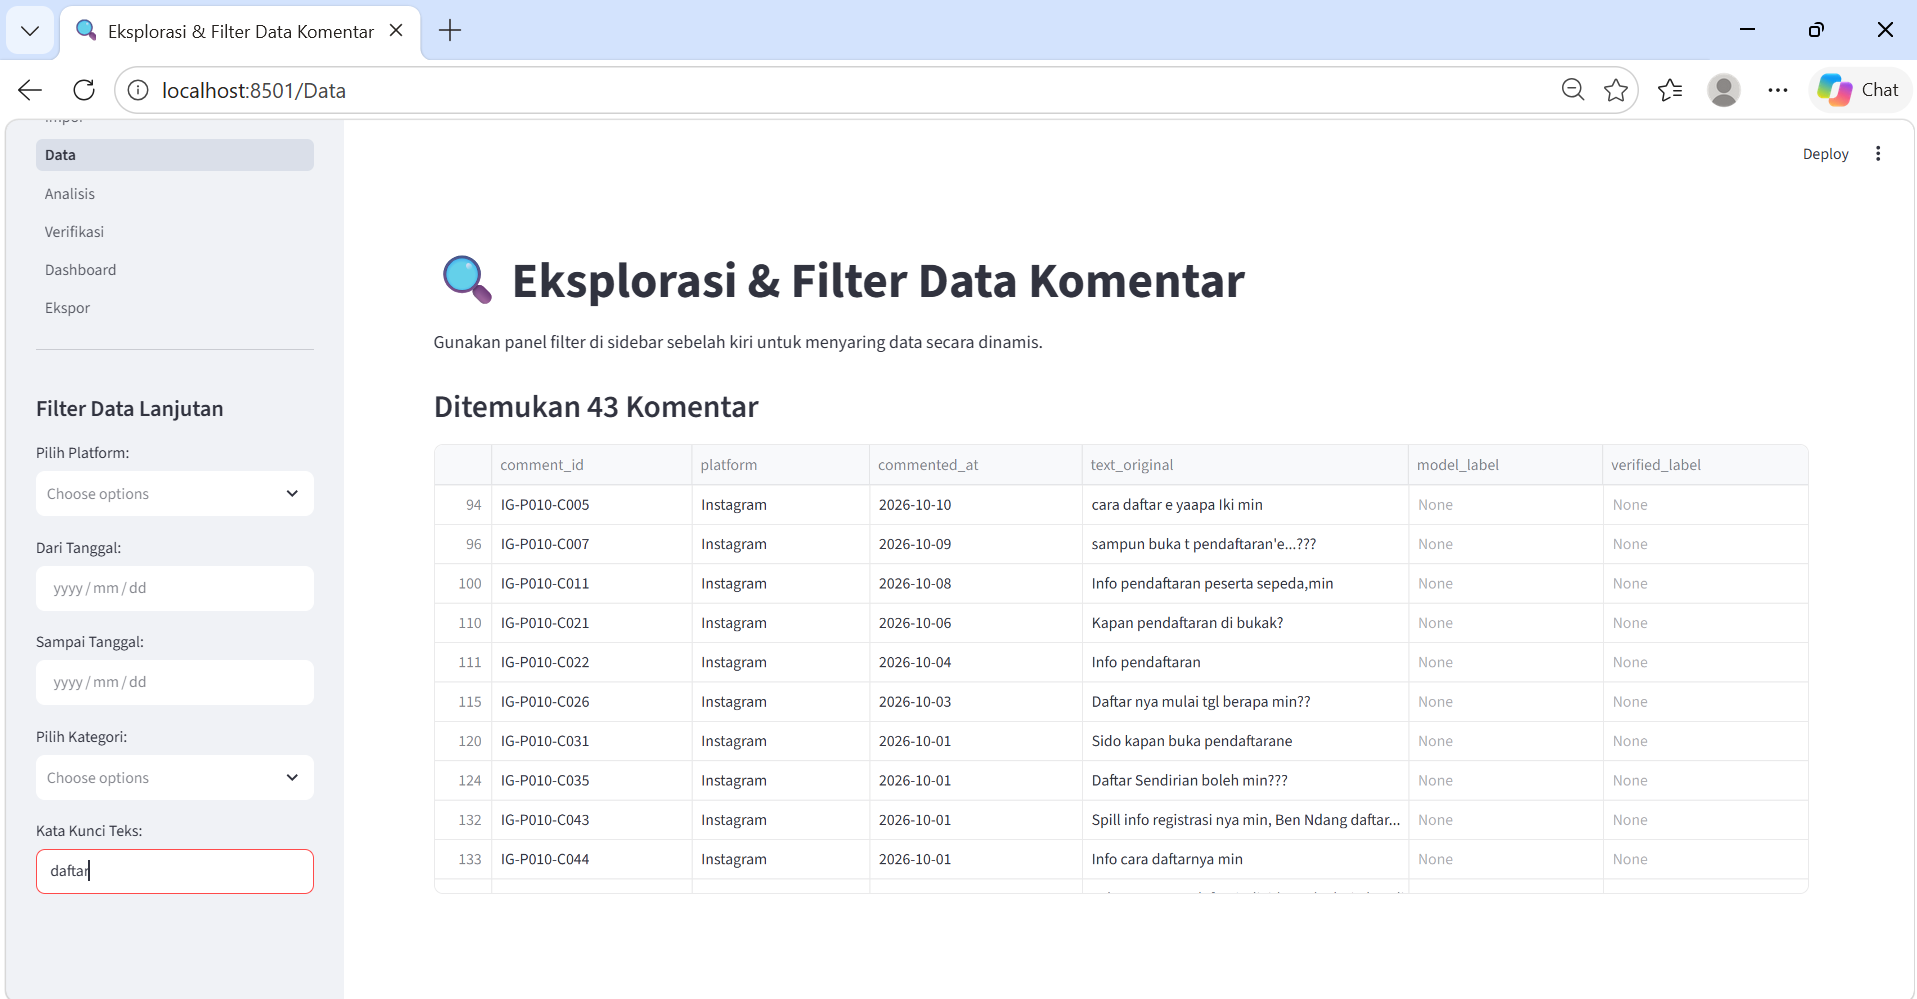 Eksplorasi & Filter Data Komentar
localhost:8501/Data
Chat
Impor
Data
Analisis
Verifikasi
Dashboard
Ekspor
Filter Data Lanjutan
Pilih Platform:
Choose options
Dari Tanggal:
yyyy/mm/dd
Sampai Tanggal:
yyyy/mm/dd
Pilih Kategori:
Choose options
Kata Kunci Teks:
daftar
Deploy
Eksplorasi & Filter Data Komentar
Gunakan panel filter di sidebar sebelah kiri untuk menyaring data secara dinamis.
Ditemukan 43 Komentar
comment_id platform commented_at text_original model_label verified_label
94 IG-P010-C005 Instagram 2026-10-10 cara daftar e yaapa Iki min None None
96 IG-P010-C007 Instagram 2026-10-09 sampun buka t pendaftaran'e...??? None None
100 IG-P010-C011 Instagram 2026-10-08 Info pendaftaran peserta sepeda,min None None
110 IG-P010-C021 Instagram 2026-10-06 Kapan pendaftaran di bukak? None None
111 IG-P010-C022 Instagram 2026-10-04 Info pendaftaran None None
115 IG-P010-C026 Instagram 2026-10-03 Daftar nya mulai tgl berapa min?? None None
120 IG-P010-C031 Instagram 2026-10-01 Sido kapan buka pendaftarane None None
124 IG-P010-C035 Instagram 2026-10-01 Daftar Sendirian boleh min??? None None
132 IG-P010-C043 Instagram 2026-10-01 Spill info registrasi nya min, Ben Ndang daftar... None None
133 IG-P010-C044 Instagram 2026-10-01 Info cara daftarnya min None None